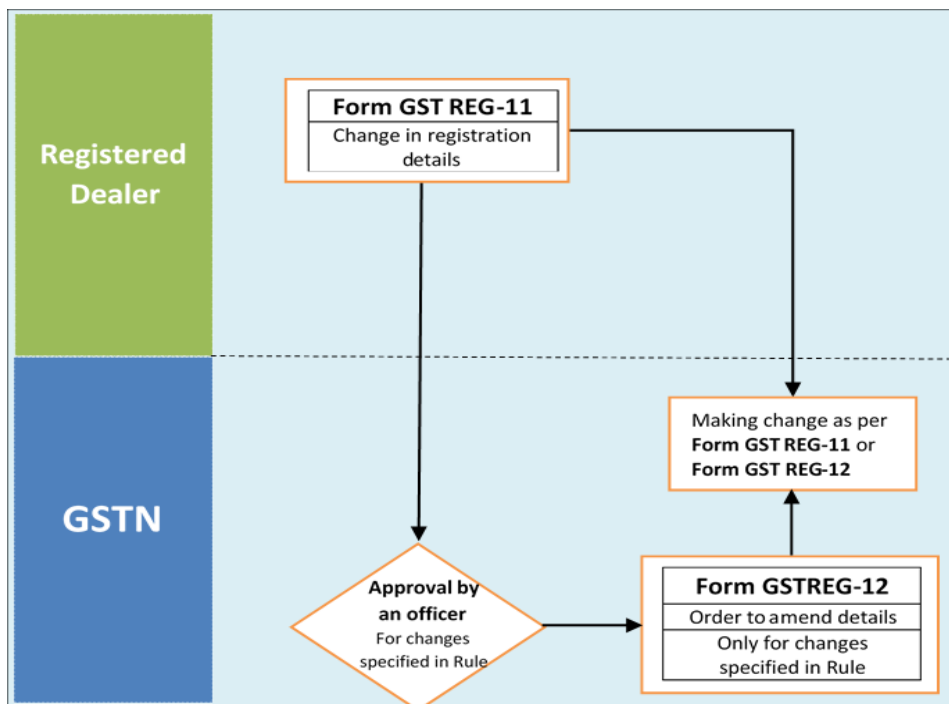 Registered
Dealer
Form GST REG-11
Change in registration
details
GSTN
Making change as per
Form GST REG-11 or
Form GST REG-12
Approval by
an officer
For changes
specified in Rule
Form GSTREG-12
Order to amend details
Only for changes
specified in Rule